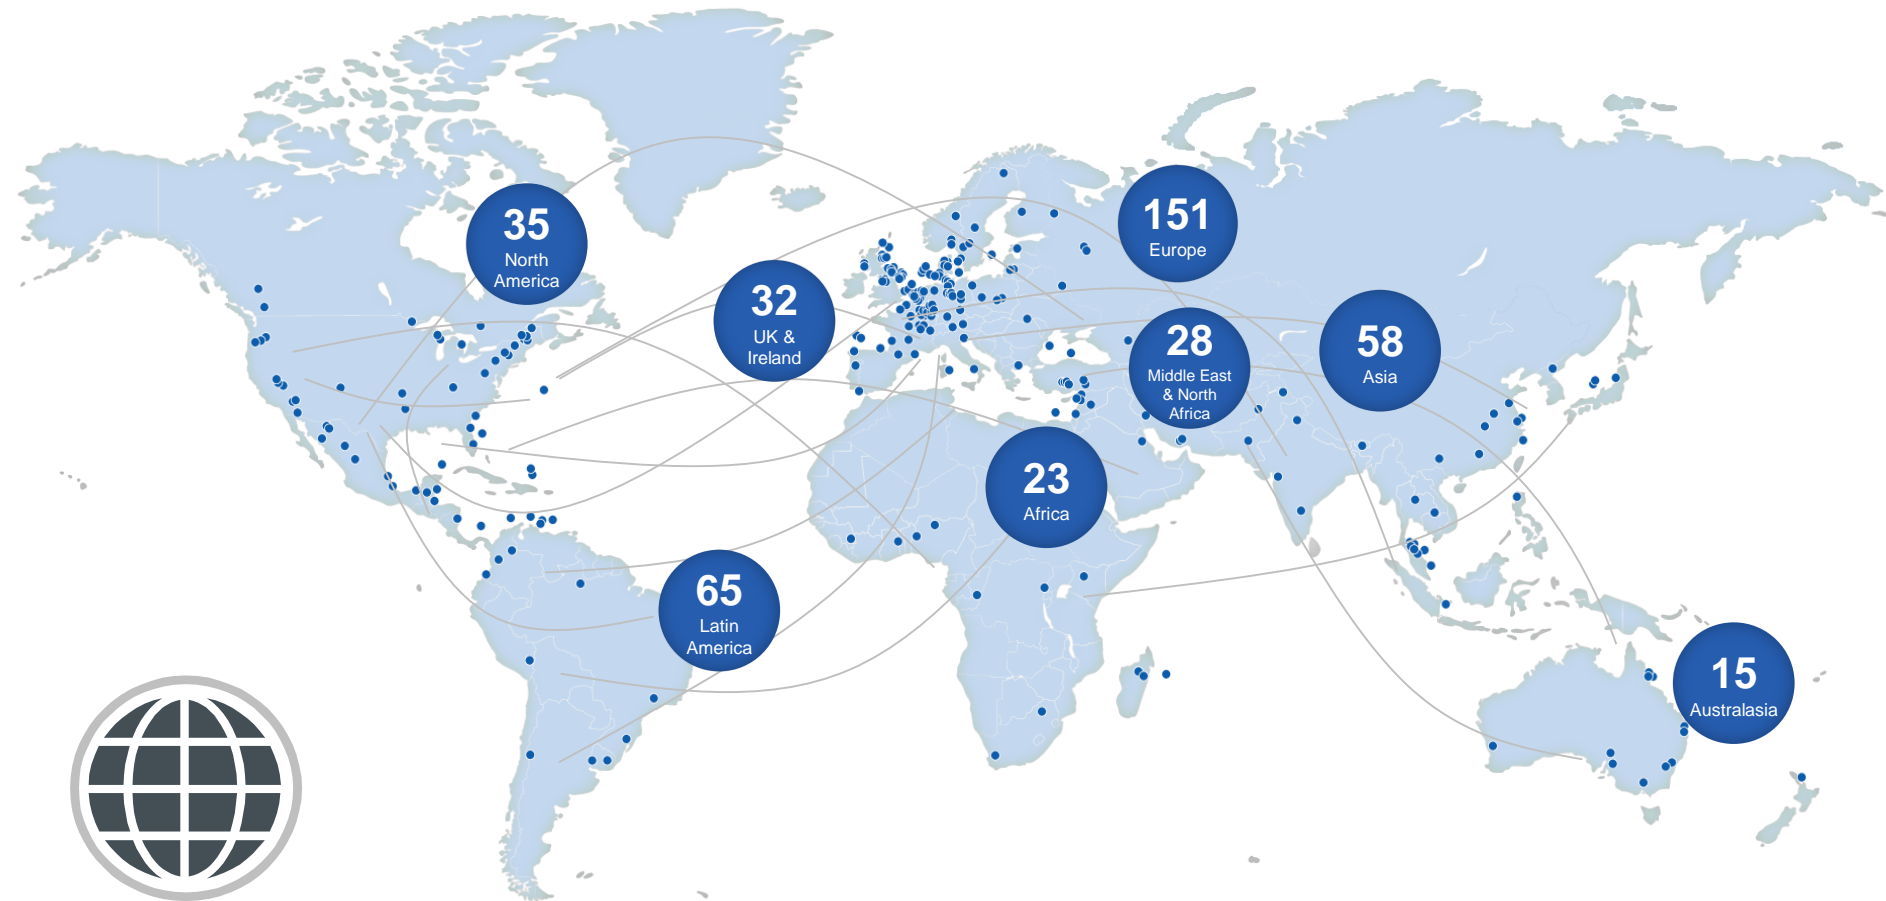 35
North
America
32
UK &
Ireland
151
Europe
28
Middle East
& North
Africa
58
Asia
23
Africa
65
Latin
America
15
Australasia